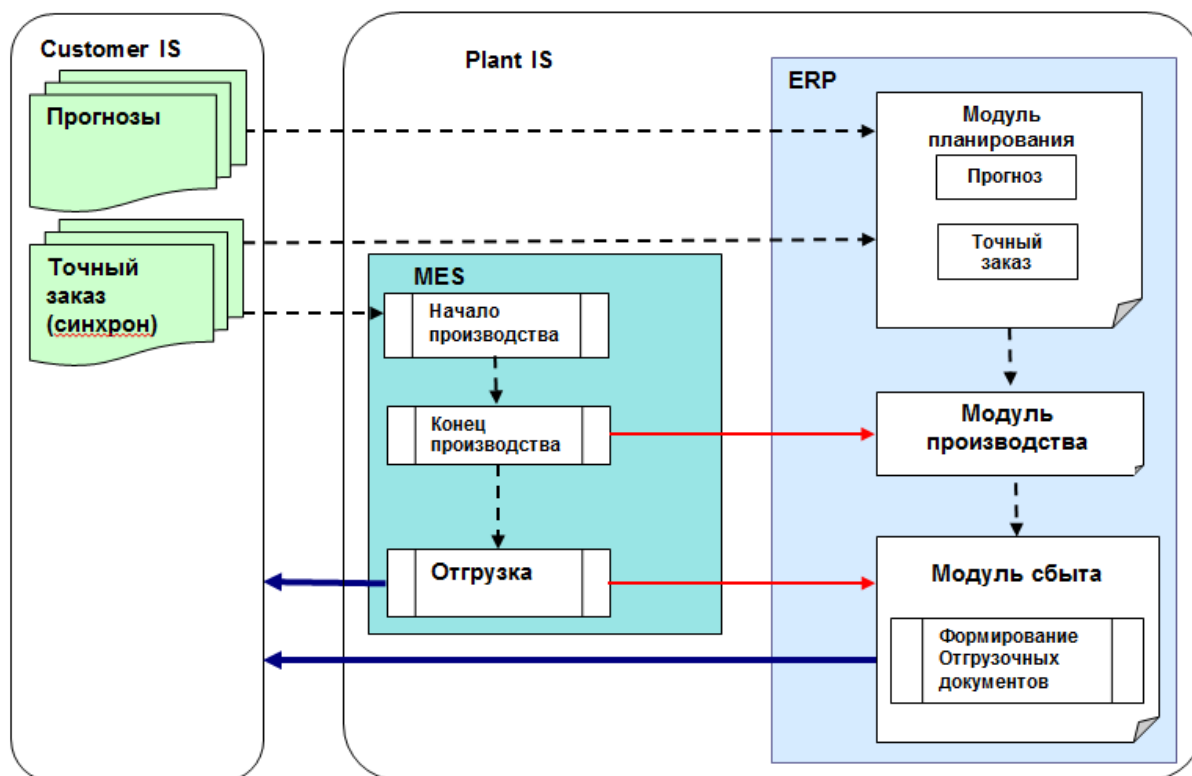 Customer IS
Прогнозы
Точный
заказ
(синхрон)
Plant IS
MES
Начало
производства
Конец
производства
Отгрузка
ERP
Модуль
планирования
Прогноз
Точный
заказ
Модуль
производства
Модуль сбыта
Формирование
Отгрузочных
документов